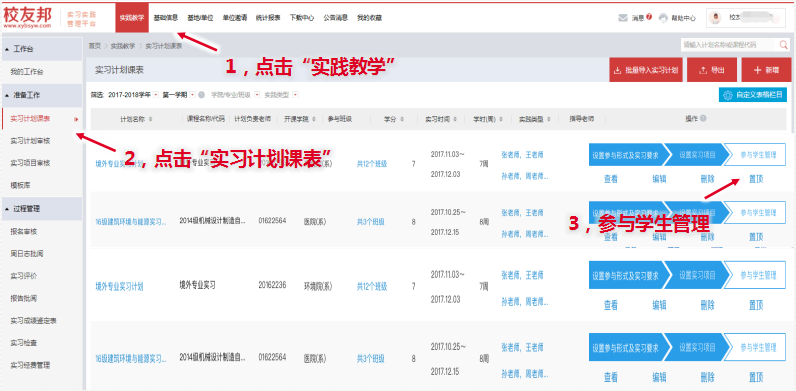 校友邦 实习实践
www.xybsyw.com 管理平台
实践教学 基础信息 基地/单位 单位邀请 统计报表 下载中心 公告消息 我的收藏
消息 7 帮助中心 校友
工作台
我的工作台
准备工作
实习计划课表
实习计划审核
实习项目审核
模板库
过程管理
报名审核
周日志批阅
实习评价
报告批阅
实习成绩鉴定表
实习检查
实习经费管理
首页 实践教学 实习计划课表
请输入计划名称或课程代码
1，点击“实践教学”
实习计划课表
批量导入实习计划 导出 新增
筛选: 2017-2018学年 第一学期 学院/专业/班级 实践类型
自定义表格栏目
计划名称 课程名称/代码 计划负责老师 开课学院 参与班级 学分 实习时间 学时(周) 实践类型 指导老师 操作
2，点击“实习计划课表”
境外专业实习计划 境外专业实习 共12个班级 7 2017.11.03~ 7周 张老师，王老师 设置参与形式及实习要求 设置实习项目 参与学生管理
2017.12.03 孙老师，周老师... 查看 编辑 删除 置顶
3，参与学生管理
16级建筑环境与能源实习... 2014级机械设计制造自... 01622564 医院(系) 共3个班级 8 2017.10.25~ 8周 张老师，王老师 设置参与形式及实习要求 设置实习项目 参与学生管理
2017.12.15 孙老师，周老师... 查看 编辑 删除 置顶
境外专业实习计划 境外专业实习 20162236 环境院(系) 共12个班级 7 2017.11.03~ 7周 张老师，王老师 设置参与形式及实习要求 设置实习项目 参与学生管理
2017.12.03 孙老师，周老师... 查看 编辑 删除 置顶
16级建筑环境与能源实习... 2014级机械设计制造自... 01622564 医院(系) 共3个班级 8 2017.10.25~ 8周 张老师，王老师 设置参与形式及实习要求 设置实习项目 参与学生管理
2017.12.15 孙老师，周老师... 查看 编辑 删除 置顶